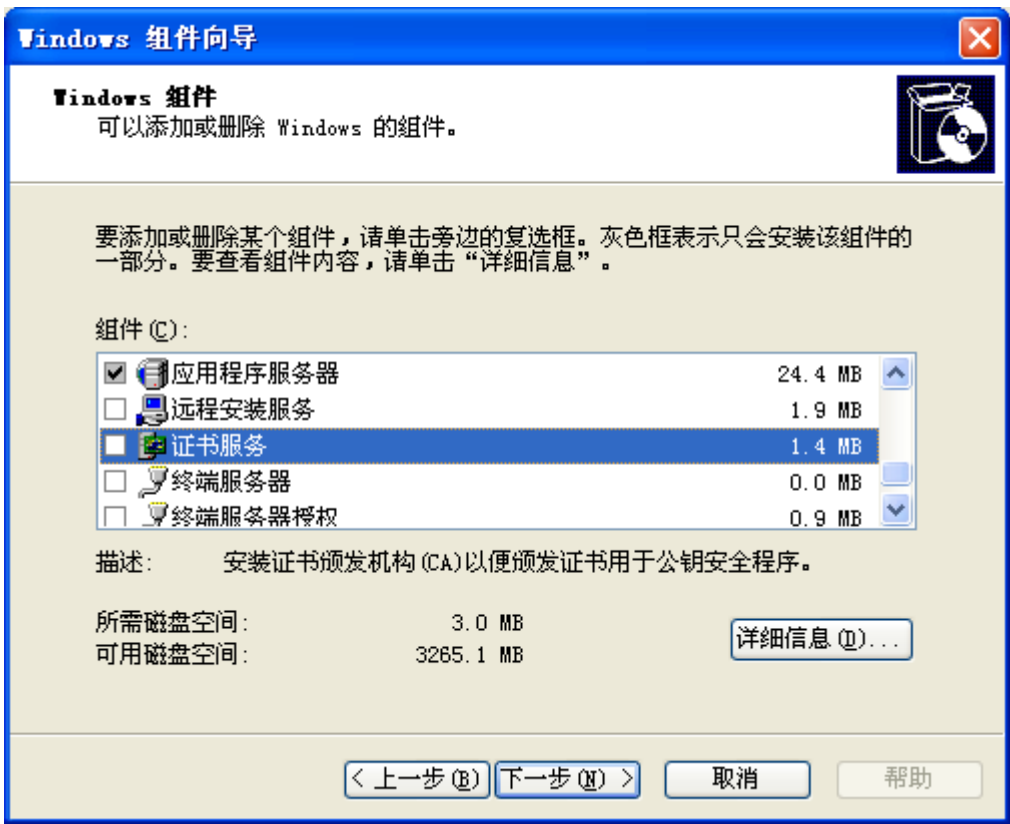 Windows 组件向导
Windows 组件
可以添加或删除 Windows 的组件。
要添加或删除某个组件，请单击旁边的复选框。灰色框表示只会安装该组件的
一部分。要查看组件内容，请单击“详细信息”。
组件(C):
应用程序服务器 24.4 MB
远程安装服务 1.9 MB
证书服务 1.4 MB
终端服务器 0.0 MB
终端服务器授权 0.9 MB
描述: 安装证书颁发机构(CA)以便颁发证书用于公钥安全程序。
所需磁盘空间: 3.0 MB
可用磁盘空间: 3265.1 MB
详细信息(D)...
< 上一步(B) 下一步(N) > 取消 帮助